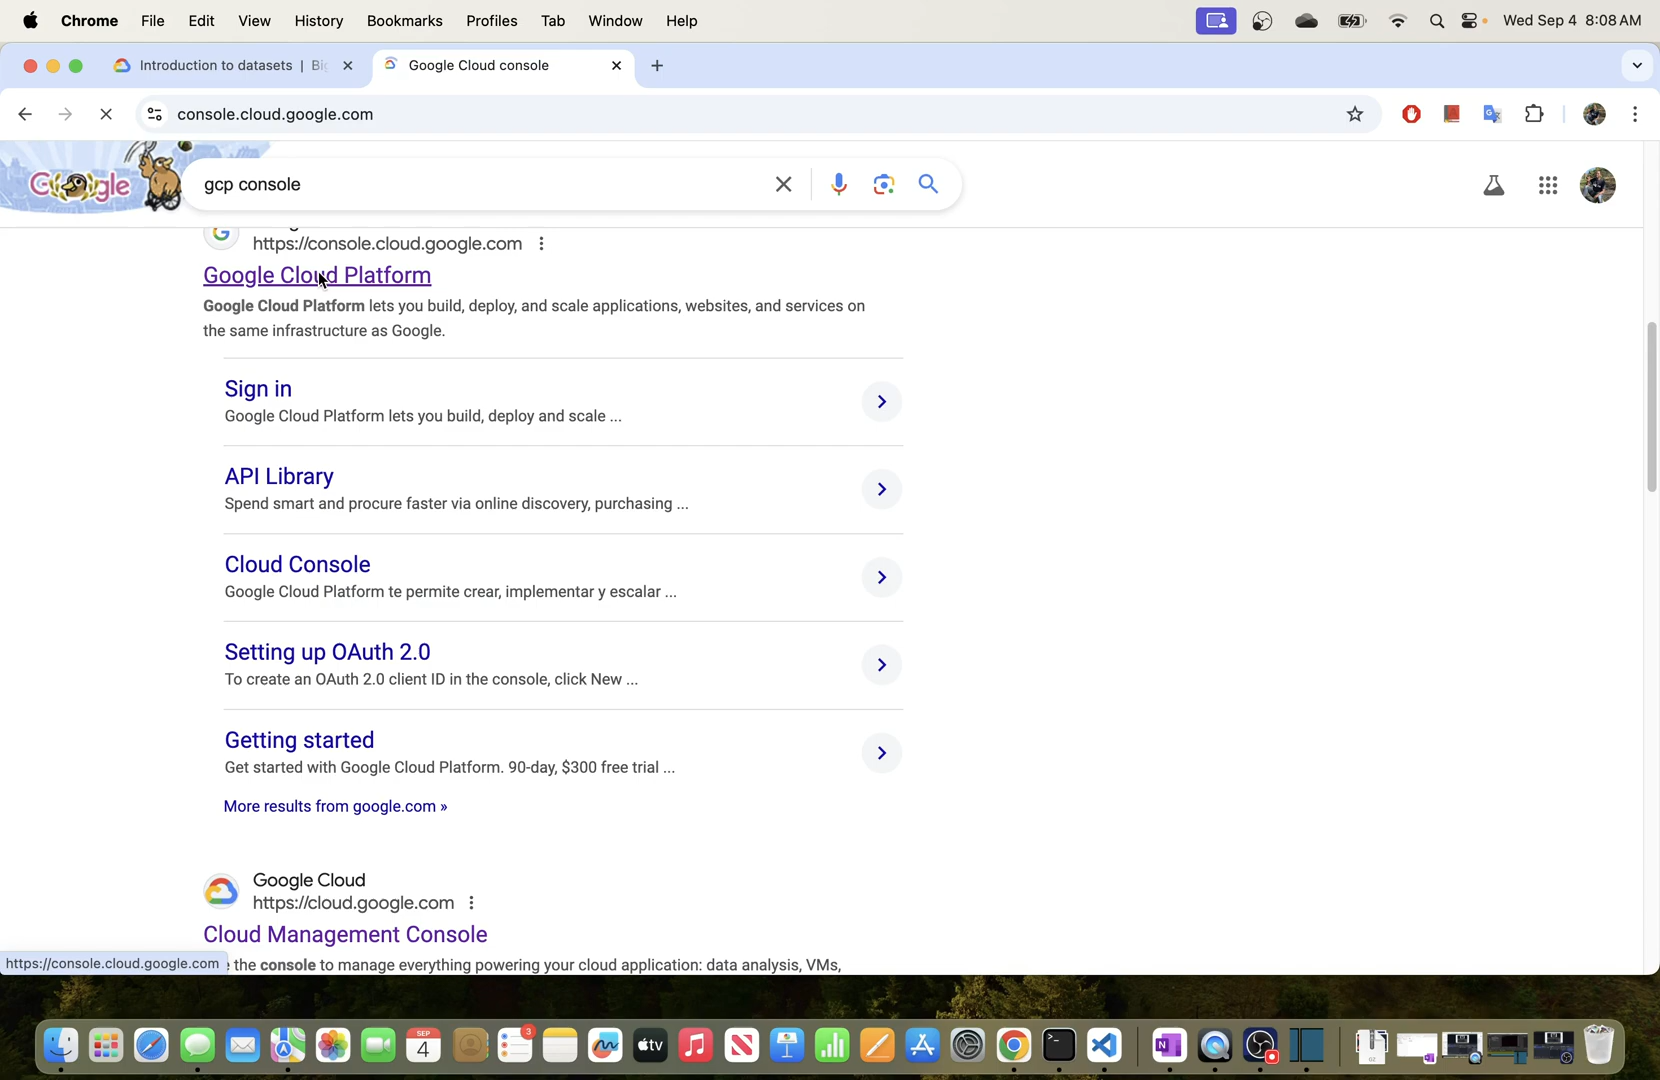 Chrome File Edit View History Bookmarks Profiles Tab Window Help Wed Sep 4 8:08 AM
Introduction to datasets | Google Cloud console
console.cloud.google.com
Google gcp console
https://console.cloud.google.com
Google Cloud Platform
Google Cloud Platform lets you build, deploy, and scale applications, websites, and services on
the same infrastructure as Google.
Sign in
Google Cloud Platform lets you build, deploy and scale ...
API Library
Spend smart and procure faster via online discovery, purchasing ...
Cloud Console
Google Cloud Platform te permite crear, implementar y escalar ...
Setting up OAuth 2.0
To create an OAuth 2.0 client ID in the console, click New ...
Getting started
Get started with Google Cloud Platform. 90-day, $300 free trial ...
More results from google.com »
Google Cloud
https://cloud.google.com
Cloud Management Console
https://console.cloud.google.com the console to manage everything powering your cloud application: data analysis, VMs,
SEP
4
3
tv
N